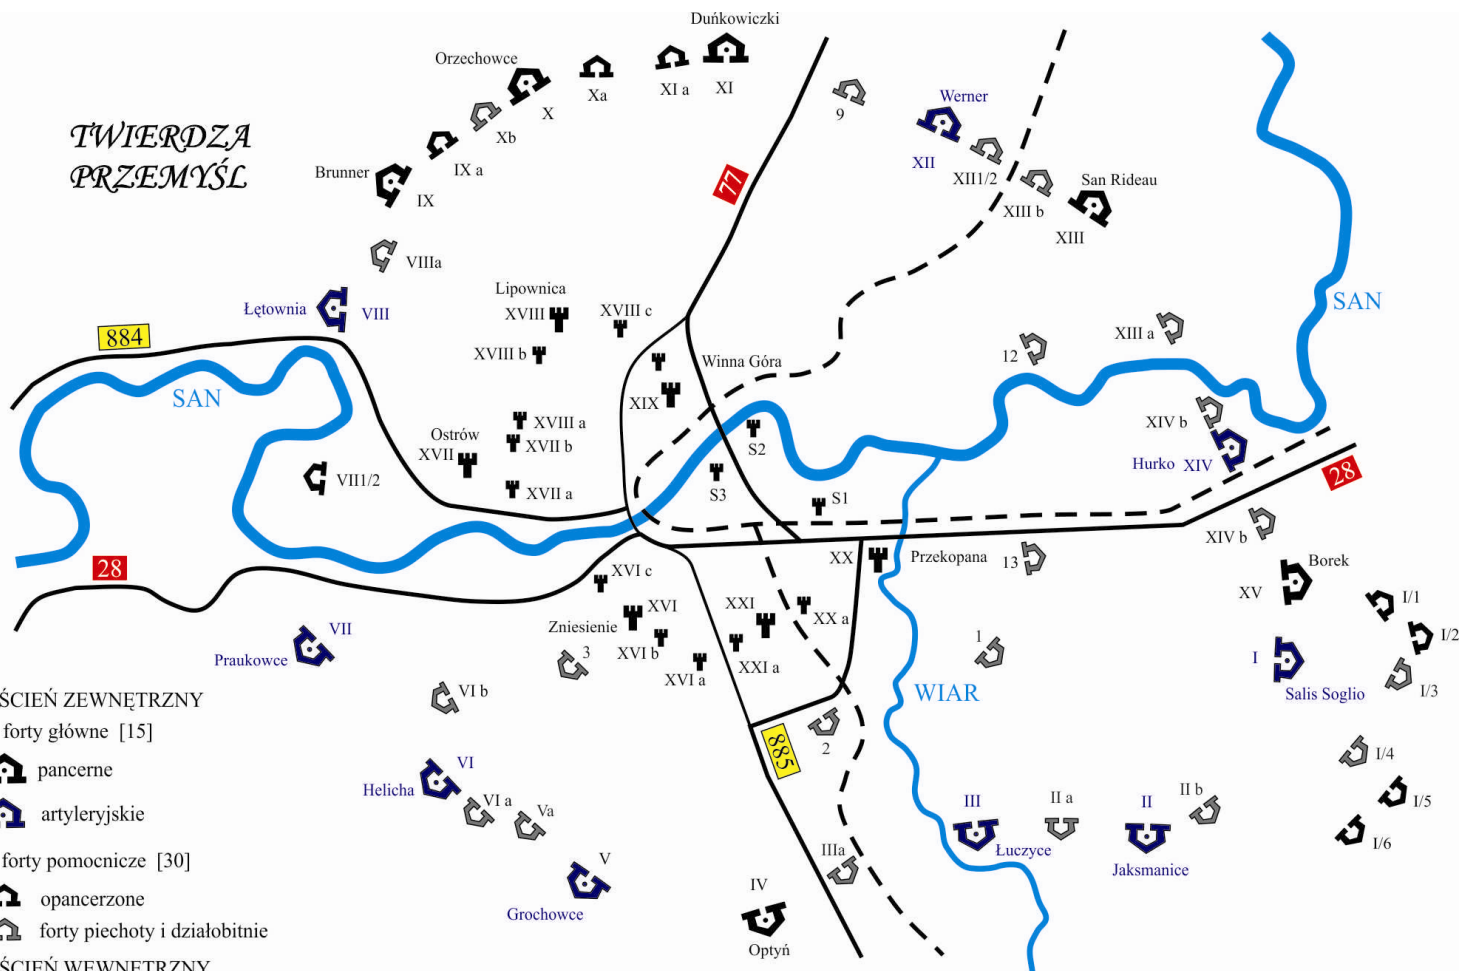 Duńkowiczki
Orzechowce
X
Xa
XI a
XI
Xb
9
Werner
XII
XII1/2
XIII b
San Rideau
XIII
TWIERDZA
PRZEMYŚL
Brunner
IX a
IX
77
VIIIa
Łętownia
VIII
884
SAN
Lipownica
XVIII
XVIII c
XVIII b
Winna Góra
XIX
XVIII a
XVII b
Ostrów
XVII
XVII a
VII1/2
S2
S3
S1
12
XIII a
SAN
XIV b
Hurko XIV
28
XIV b
28
XX
Przekopana
13
Borek
XV
I/1
I/2
I/3
I
Salis Soglio
XVI c
XVI
Zniesienie
XVI b
3
XVI a
XXI
XXI a
XX a
1
WIAR
VII
Praukowce
VI b
2
885
ŚCIEŃ ZEWNĘTRZNY
forty główne [15]
pancerne
artyleryjskie
forty pomocnicze [30]
opancerzone
forty piechoty i działobitnie
ŚCIEŃ WEWNĘTRZNY
VI
Helicha
VI a
Va
V
Grochowce
IIIa
IV
Optyń
III
Łuczyce
II a
II
II b
Jaksmanice
I/4
I/5
I/6